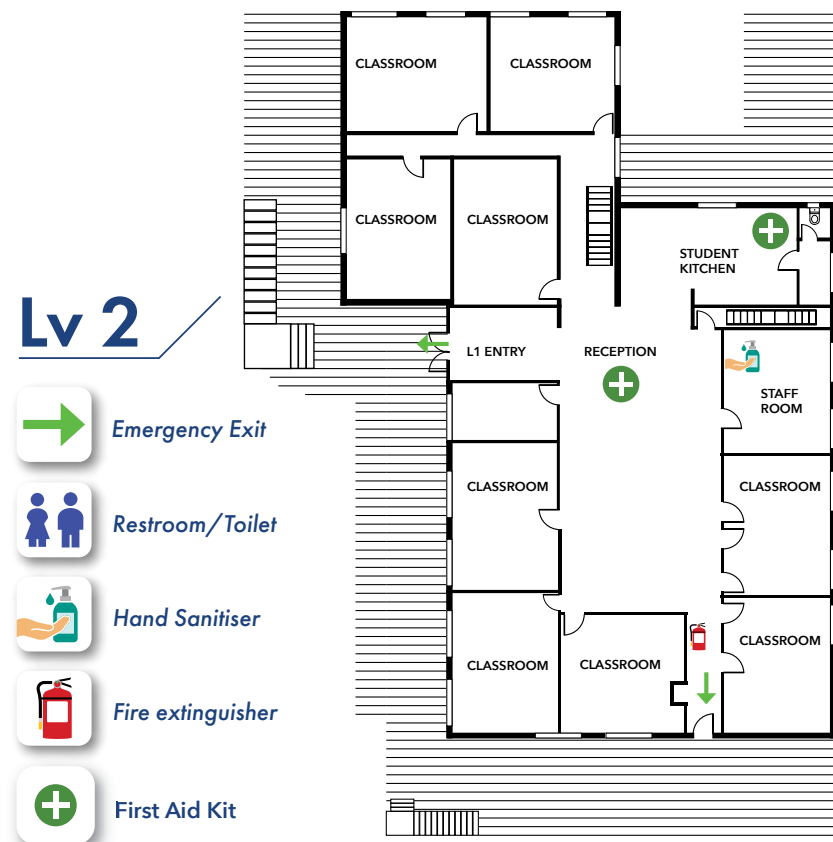 CLASSROOM
CLASSROOM
CLASSROOM
CLASSROOM
STUDENT
KITCHEN
Lv 2
L1 ENTRY
RECEPTION
STAFF
ROOM
Emergency Exit
CLASSROOM
CLASSROOM
Restroom/Toilet
Hand Sanitiser
CLASSROOM
CLASSROOM
CLASSROOM
Fire extinguisher
First Aid Kit